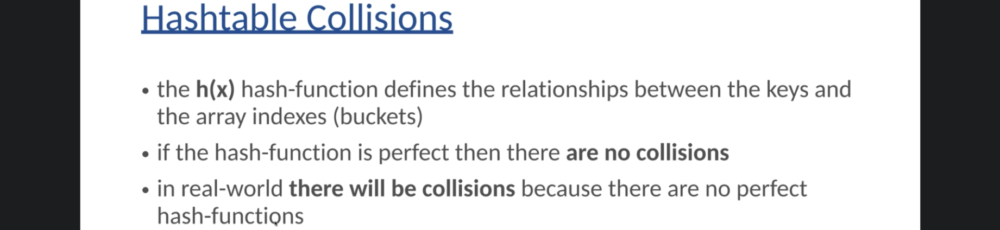 Hashtable Collisions
• the h(x) hash-function defines the relationships between the keys and
the array indexes (buckets)
• if the hash-function is perfect then there are no collisions
• in real-world there will be collisions because there are no perfect
hash-functions